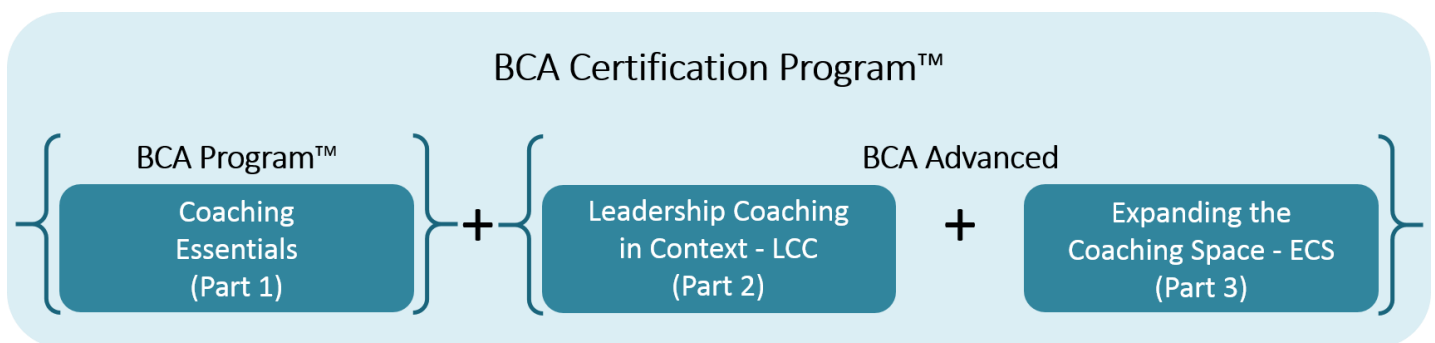 BCA Certification Program™
BCA Program™
Coaching
Essentials
(Part 1)
+
BCA Advanced
Leadership Coaching
in Context - LCC
(Part 2)
+
Expanding the
Coaching Space - ECS
(Part 3)